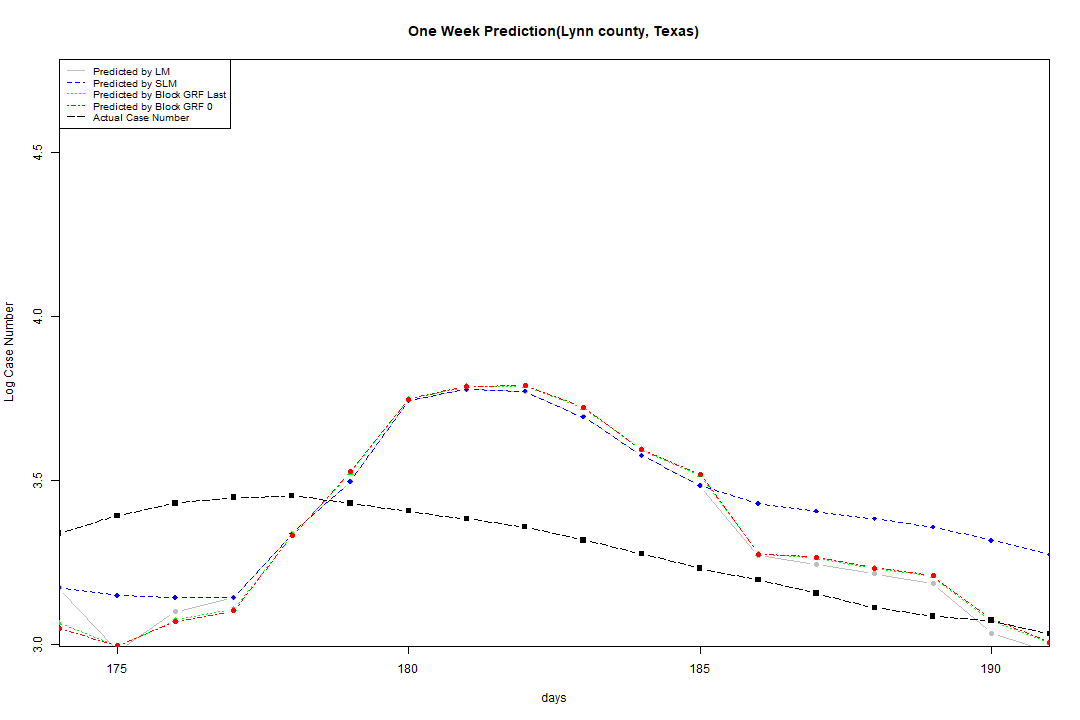 One Week Prediction(Lynn county, Texas)
Predicted by LM
Predicted by SLM
Predicted by Block GRF Last
Predicted by Block GRF 0
Actual Case Number
4.5
4.0
3.5
3.0
Log Case Number
175 180 185 190
days